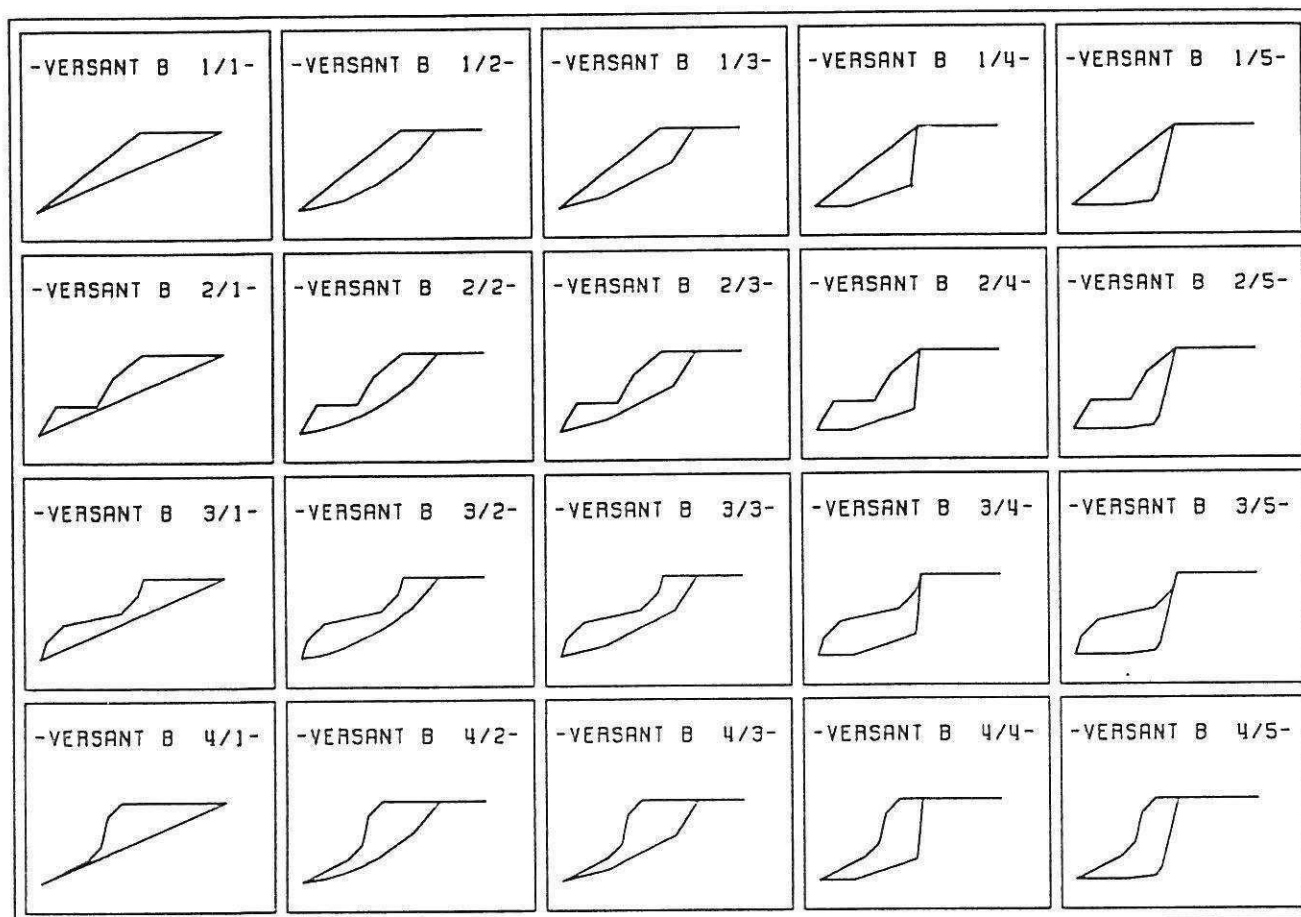 -VERSANT B 1/1-
-VERSANT B 1/2-
-VERSANT B 1/3-
-VERSANT B 1/4-
-VERSANT B 1/5-
-VERSANT B 2/1-
-VERSANT B 2/2-
-VERSANT B 2/3-
-VERSANT B 2/4-
-VERSANT B 2/5-
-VERSANT B 3/1-
-VERSANT B 3/2-
-VERSANT B 3/3-
-VERSANT B 3/4-
-VERSANT B 3/5-
-VERSANT B 4/1-
-VERSANT B 4/2-
-VERSANT B 4/3-
-VERSANT B 4/4-
-VERSANT B 4/5-